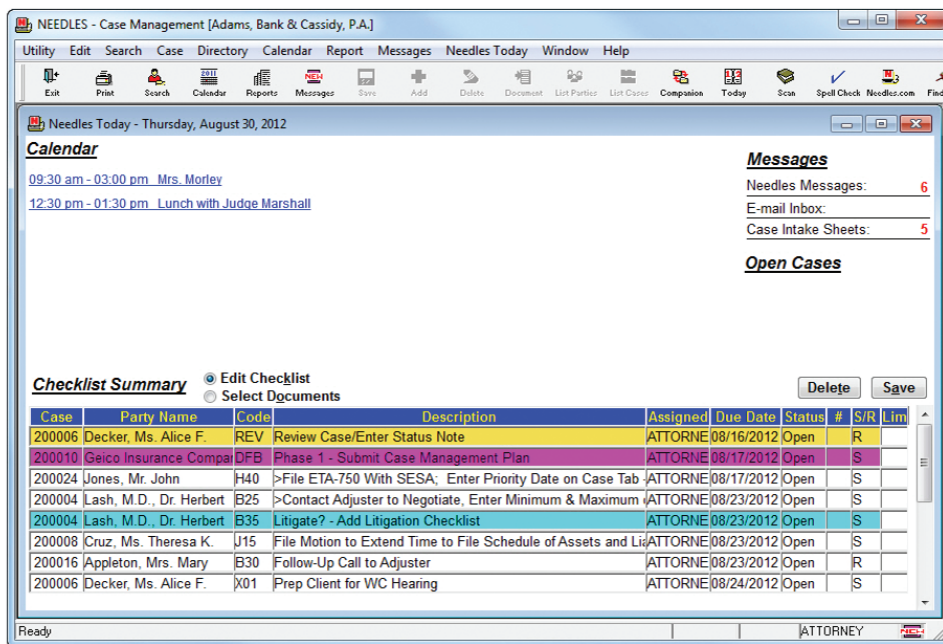 NEEDLES - Case Management [Adams, Bank & Cassidy, P.A.]
Utility Edit Search Case Directory Calendar Report Messages Needles Today Window Help
2011 NEW
Exit Print Search Calendar Reports Messages Save Add Delete Document List Parties List Cases Companion Today Scan Spell Check Needles.com Find
Needles Today - Thursday, August 30, 2012
Calendar
09:30 am - 03:00 pm Mrs. Morley
12:30 pm - 01:30 pm Lunch with Judge Marshall
Messages
Needles Messages: 6
E-mail Inbox:
Case Intake Sheets: 5
Open Cases
Checklist Summary
Edit Checklist
Select Documents
Delete Save
Case Party Name Code Description Assigned Due Date Status # S/R Lim
200006 Decker, Ms. Alice F. REV Review Case/Enter Status Note ATTORNE 08/16/2012 Open R
200010 Geico Insurance Compar DFB Phase 1 - Submit Case Management Plan ATTORNE 08/17/2012 Open S
200024 Jones, Mr. John H40 >File ETA-750 With SESA; Enter Priority Date on Case Tab - ATTORNE 08/17/2012 Open S
200004 Lash, M.D., Dr. Herbert B25 >Contact Adjuster to Negotiate, Enter Minimum & Maximum ATTORNE 08/23/2012 Open S
200004 Lash, M.D., Dr. Herbert B35 Litigate? - Add Litigation Checklist ATTORNE 08/23/2012 Open S
200008 Cruz, Ms. Theresa K. J15 File Motion to Extend Time to File Schedule of Assets and Lia ATTORNE 08/23/2012 Open S
200016 Appleton, Mrs. Mary B30 Follow-Up Call to Adjuster ATTORNE 08/23/2012 Open R
200006 Decker, Ms. Alice F. X01 Prep Client for WC Hearing ATTORNE 08/24/2012 Open S
Ready ATTORNEY NEW